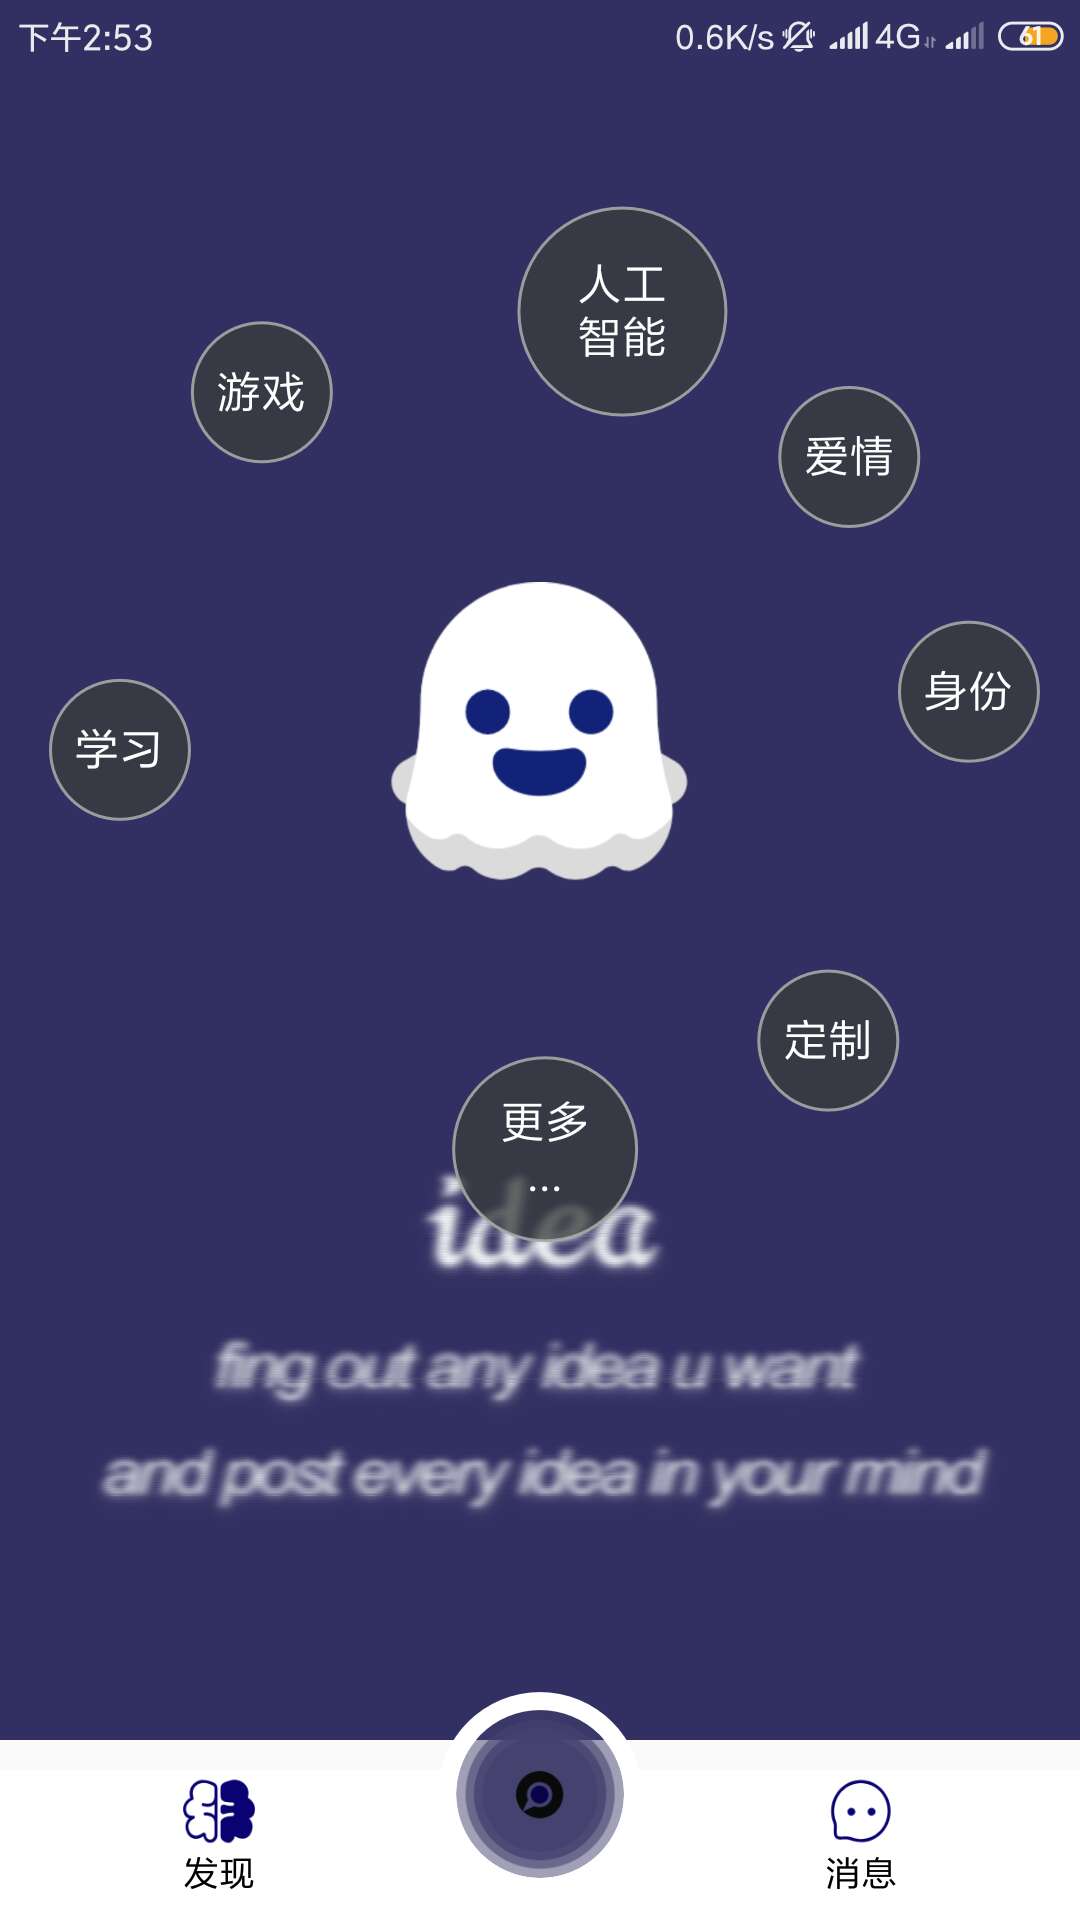 下午2:53
0.6K/s 4G 61
人工
智能
游戏
爱情
身份
学习
定制
更多
...
idea
fing out any idea u want
and post every idea in your mind
发现
消息